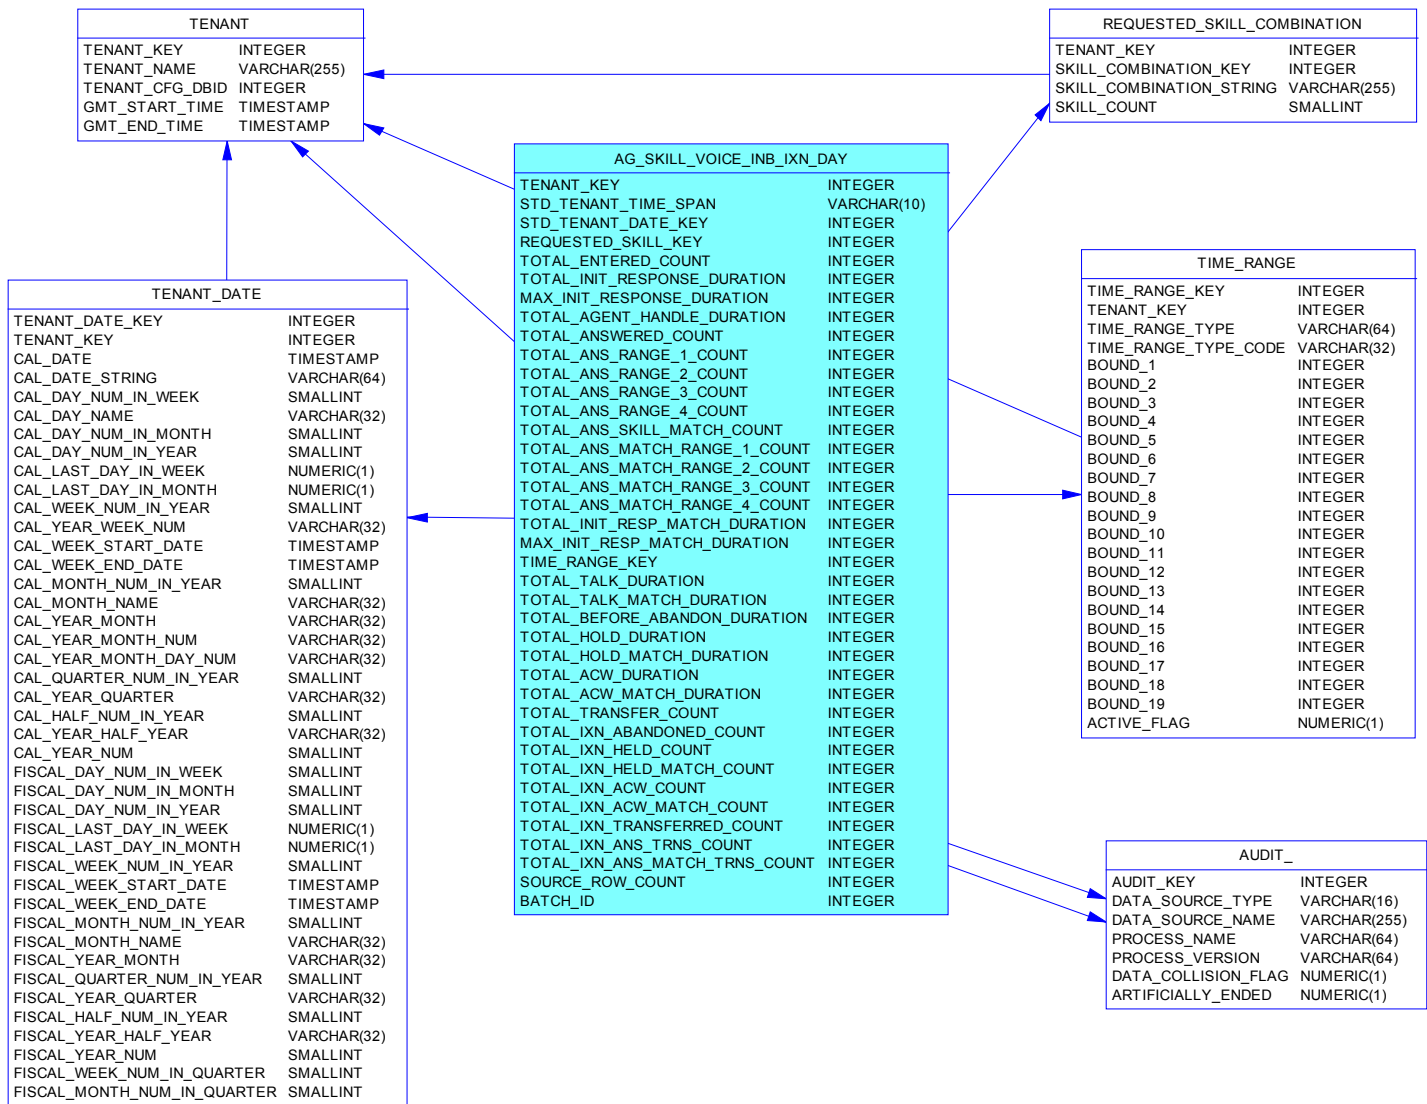 TENANT
TENANT_KEY INTEGER
TENANT_NAME VARCHAR(255)
TENANT_CFG_DBID INTEGER
GMT_START_TIME TIMESTAMP
GMT_END_TIME TIMESTAMP
REQUESTED_SKILL_COMBINATION
TENANT_KEY INTEGER
SKILL_COMBINATION_KEY INTEGER
SKILL_COMBINATION_STRING VARCHAR(255)
SKILL_COUNT SMALLINT
AG_SKILL_VOICE_INB_IXN_DAY
TENANT_KEY INTEGER
STD_TENANT_TIME_SPAN VARCHAR(10)
STD_TENANT_DATE_KEY INTEGER
REQUESTED_SKILL_KEY INTEGER
TOTAL_ENTERED_COUNT INTEGER
TOTAL_INIT_RESPONSE_DURATION INTEGER
MAX_INIT_RESPONSE_DURATION INTEGER
TOTAL_AGENT_HANDLE_DURATION INTEGER
TOTAL_ANSWERED_COUNT INTEGER
TOTAL_ANS_RANGE_1_COUNT INTEGER
TOTAL_ANS_RANGE_2_COUNT INTEGER
TOTAL_ANS_RANGE_3_COUNT INTEGER
TOTAL_ANS_RANGE_4_COUNT INTEGER
TOTAL_ANS_SKILL_MATCH_COUNT INTEGER
TOTAL_ANS_MATCH_RANGE_1_COUNT INTEGER
TOTAL_ANS_MATCH_RANGE_2_COUNT INTEGER
TOTAL_ANS_MATCH_RANGE_3_COUNT INTEGER
TOTAL_ANS_MATCH_RANGE_4_COUNT INTEGER
TOTAL_INIT_RESP_MATCH_DURATION INTEGER
MAX_INIT_RESP_MATCH_DURATION INTEGER
TIME_RANGE_KEY INTEGER
TOTAL_TALK_DURATION INTEGER
TOTAL_TALK_MATCH_DURATION INTEGER
TOTAL_BEFORE_ABANDON_DURATION INTEGER
TOTAL_HOLD_DURATION INTEGER
TOTAL_HOLD_MATCH_DURATION INTEGER
TOTAL_ACW_DURATION INTEGER
TOTAL_ACW_MATCH_DURATION INTEGER
TOTAL_TRANSFER_COUNT INTEGER
TOTAL_IXN_ABANDONED_COUNT INTEGER
TOTAL_IXN_HELD_COUNT INTEGER
TOTAL_IXN_HELD_MATCH_COUNT INTEGER
TOTAL_IXN_ACW_COUNT INTEGER
TOTAL_IXN_ACW_MATCH_COUNT INTEGER
TOTAL_IXN_TRANSFERRED_COUNT INTEGER
TOTAL_IXN_ANS_TRNS_COUNT INTEGER
TOTAL_IXN_ANS_MATCH_TRNS_COUNT INTEGER
SOURCE_ROW_COUNT INTEGER
BATCH_ID INTEGER
TENANT_DATE
TENANT_DATE_KEY INTEGER
TENANT_KEY INTEGER
CAL_DATE TIMESTAMP
CAL_DATE_STRING VARCHAR(64)
CAL_DAY_NUM_IN_WEEK SMALLINT
CAL_DAY_NAME VARCHAR(32)
CAL_DAY_NUM_IN_MONTH SMALLINT
CAL_DAY_NUM_IN_YEAR SMALLINT
CAL_LAST_DAY_IN_WEEK NUMERIC(1)
CAL_LAST_DAY_IN_MONTH NUMERIC(1)
CAL_WEEK_NUM_IN_YEAR SMALLINT
CAL_YEAR_WEEK_NUM VARCHAR(32)
CAL_WEEK_START_DATE TIMESTAMP
CAL_WEEK_END_DATE TIMESTAMP
CAL_MONTH_NUM_IN_YEAR SMALLINT
CAL_MONTH_NAME VARCHAR(32)
CAL_YEAR_MONTH VARCHAR(32)
CAL_YEAR_MONTH_NUM VARCHAR(32)
CAL_YEAR_MONTH_DAY_NUM VARCHAR(32)
CAL_QUARTER_NUM_IN_YEAR SMALLINT
CAL_YEAR_QUARTER VARCHAR(32)
CAL_HALF_NUM_IN_YEAR SMALLINT
CAL_YEAR_HALF_YEAR VARCHAR(32)
CAL_YEAR_NUM SMALLINT
FISCAL_DAY_NUM_IN_WEEK SMALLINT
FISCAL_DAY_NUM_IN_MONTH SMALLINT
FISCAL_DAY_NUM_IN_YEAR SMALLINT
FISCAL_LAST_DAY_IN_WEEK NUMERIC(1)
FISCAL_LAST_DAY_IN_MONTH NUMERIC(1)
FISCAL_WEEK_NUM_IN_YEAR SMALLINT
FISCAL_WEEK_START_DATE TIMESTAMP
FISCAL_WEEK_END_DATE TIMESTAMP
FISCAL_MONTH_NUM_IN_YEAR SMALLINT
FISCAL_MONTH_NAME VARCHAR(32)
FISCAL_YEAR_MONTH VARCHAR(32)
FISCAL_QUARTER_NUM_IN_YEAR SMALLINT
FISCAL_YEAR_QUARTER VARCHAR(32)
FISCAL_HALF_NUM_IN_YEAR SMALLINT
FISCAL_YEAR_HALF_YEAR VARCHAR(32)
FISCAL_YEAR_NUM SMALLINT
FISCAL_WEEK_NUM_IN_QUARTER SMALLINT
FISCAL_MONTH_NUM_IN_QUARTER SMALLINT
TIME_RANGE
TIME_RANGE_KEY INTEGER
TENANT_KEY INTEGER
TIME_RANGE_TYPE VARCHAR(64)
TIME_RANGE_TYPE_CODE VARCHAR(32)
BOUND_1 INTEGER
BOUND_2 INTEGER
BOUND_3 INTEGER
BOUND_4 INTEGER
BOUND_5 INTEGER
BOUND_6 INTEGER
BOUND_7 INTEGER
BOUND_8 INTEGER
BOUND_9 INTEGER
BOUND_10 INTEGER
BOUND_11 INTEGER
BOUND_12 INTEGER
BOUND_13 INTEGER
BOUND_14 INTEGER
BOUND_15 INTEGER
BOUND_16 INTEGER
BOUND_17 INTEGER
BOUND_18 INTEGER
BOUND_19 INTEGER
ACTIVE_FLAG NUMERIC(1)
AUDIT_
AUDIT_KEY INTEGER
DATA_SOURCE_TYPE VARCHAR(16)
DATA_SOURCE_NAME VARCHAR(255)
PROCESS_NAME VARCHAR(64)
PROCESS_VERSION VARCHAR(64)
DATA_COLLISION_FLAG NUMERIC(1)
ARTIFICIALLY_ENDED NUMERIC(1)